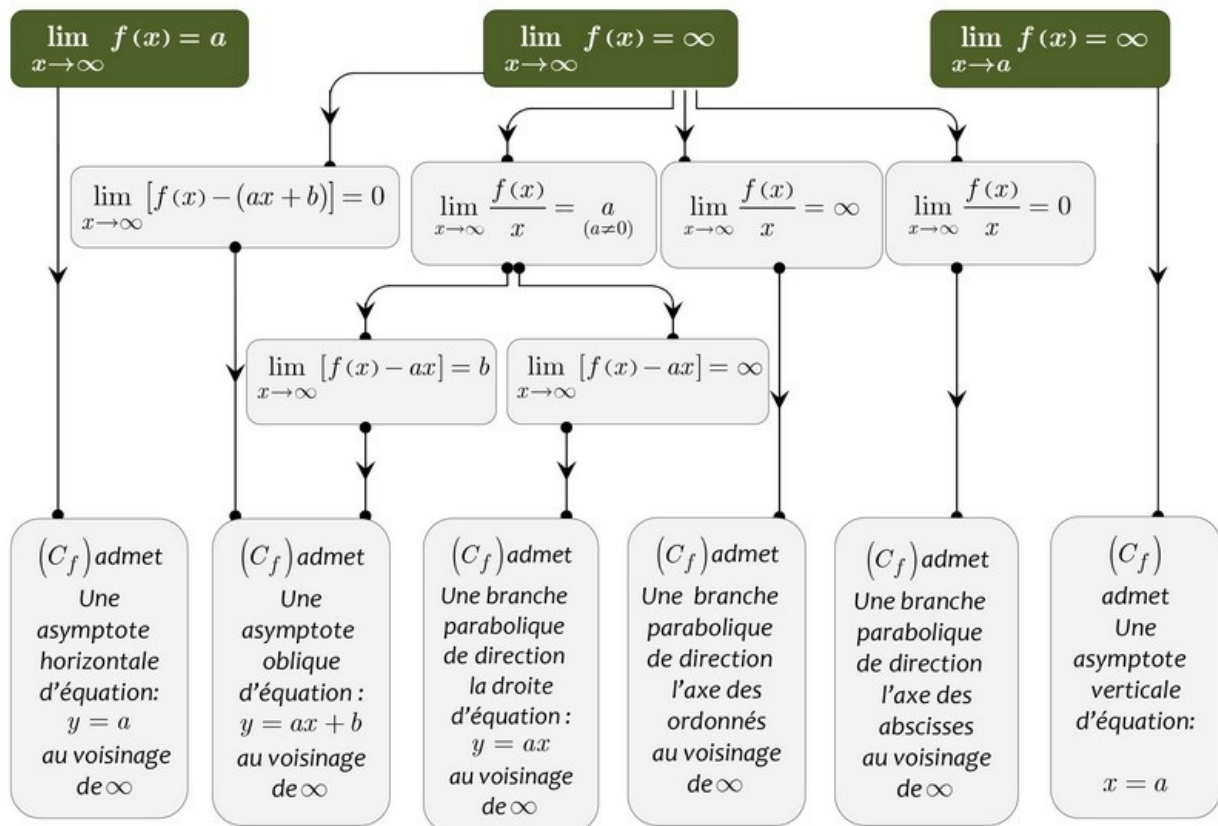 lim x→∞ f(x) = a
lim x→∞ f(x) = ∞
lim x→a f(x) = ∞
lim x→∞ [f(x) − (ax + b)] = 0
lim x→∞ f(x)/x = a (a≠0)
lim x→∞ f(x)/x = ∞
lim x→∞ f(x)/x = 0
lim x→∞ [f(x) − ax] = b
lim x→∞ [f(x) − ax] = ∞
(C_f) admet
Une
asymptote
horizontale
d'équation:
y = a
au voisinage
de ∞
(C_f) admet
Une
asymptote
oblique
d'équation :
y = ax + b
au voisinage
de ∞
(C_f) admet
Une branche
parabolique
de direction
la droite
d'équation :
y = ax
au voisinage
de ∞
(C_f) admet
Une branche
parabolique
de direction
l'axe des
ordonnés
au voisinage
de ∞
(C_f) admet
Une branche
parabolique
de direction
l'axe des
abscisses
au voisinage
de ∞
(C_f)
admet
Une
asymptote
verticale
d'équation:
x = a